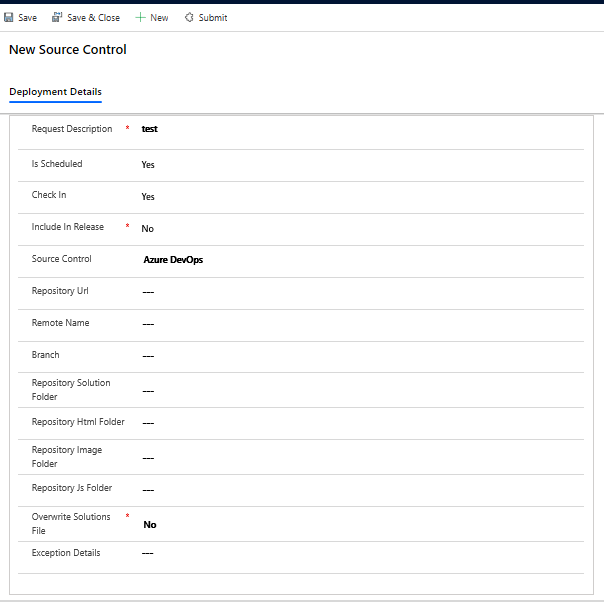 Save Save & Close New Submit
New Source Control
Deployment Details
Request Description * test
Is Scheduled Yes
Check In Yes
Include In Release * No
Source Control Azure DevOps
Repository Url ---
Remote Name ---
Branch ---
Repository Solution
Folder ---
Repository Html Folder ---
Repository Image
Folder ---
Repository Js Folder ---
Overwrite Solutions *
File No
Exception Details ---